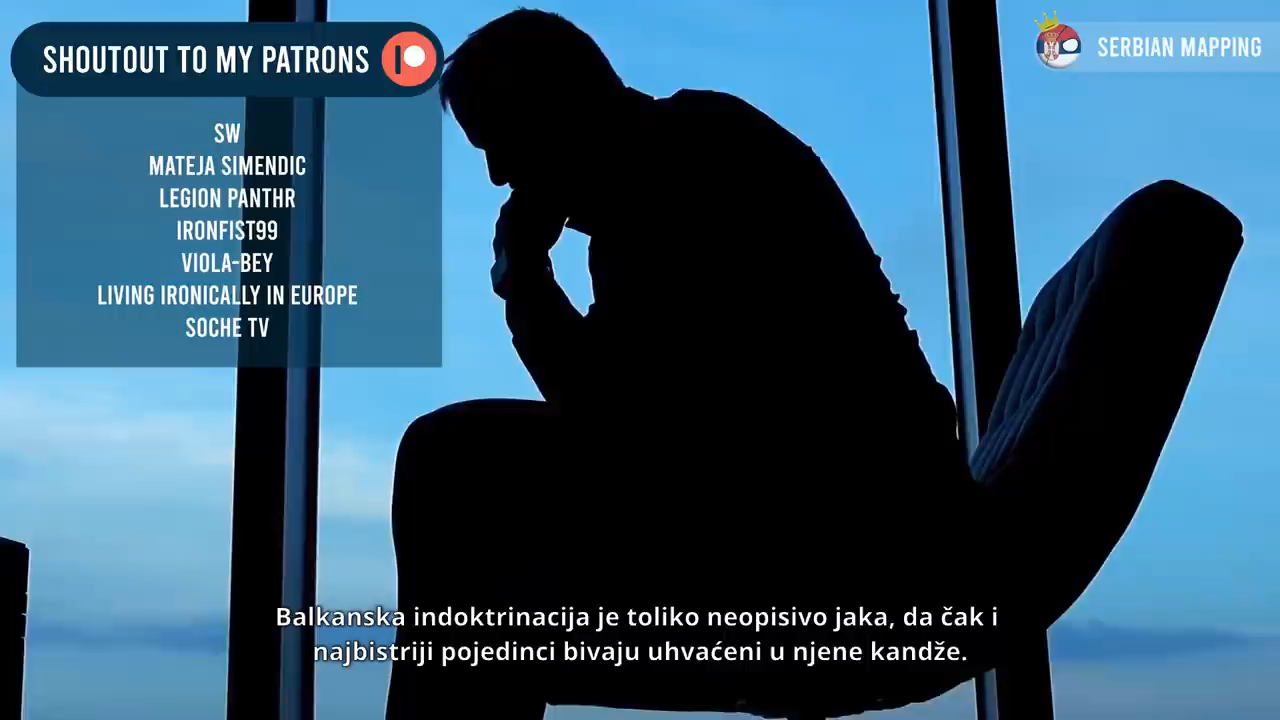 SHOUTOUT TO MY PATRONS
SERBIAN MAPPING
SW
MATEJA SIMENDIC
LEGION PANTHR
IRONFIST99
VIOLA-BEY
LIVING IRONICALLY IN EUROPE
SOCHE TV
Balkanska indoktrinacija je toliko neopisivo jaka, da čak i
najbistriji pojedinci bivaju uhvaćeni u njene kandže.